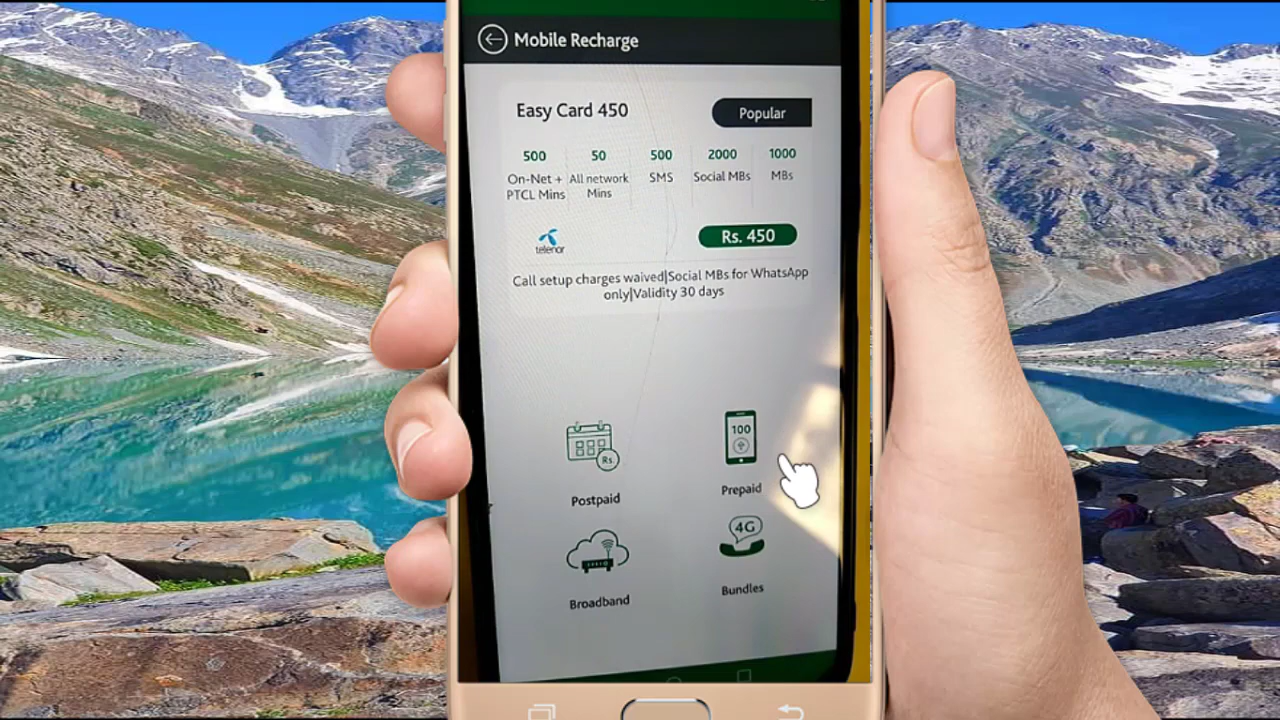 Mobile Recharge
Easy Card 450
Popular
500 50 500 2000 1000
On-Net + All network SMS Social MBs MBs
PTCL Mins Mins
telenor
Rs. 450
Call setup charges waived|Social MBs for WhatsApp
only|Validity 30 days
Rs.
100
Postpaid
Prepaid
4G
Broadband
Bundles